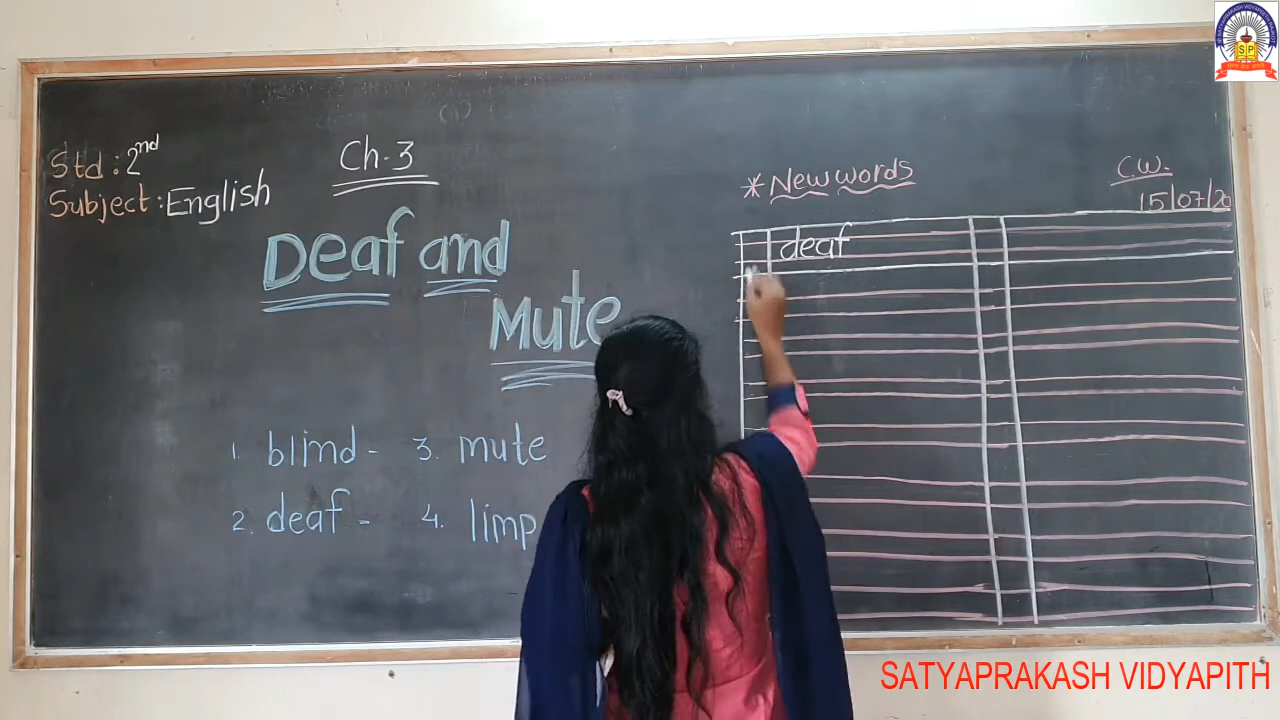 Std : 2nd
Subject : English
Ch-3
Deaf and
Mute
1. blind - 3. mute
2. deaf - 4. limp
* New words
C.W.
15/07/20
deaf
SP
SATYAPRAKASH VIDYAPITH